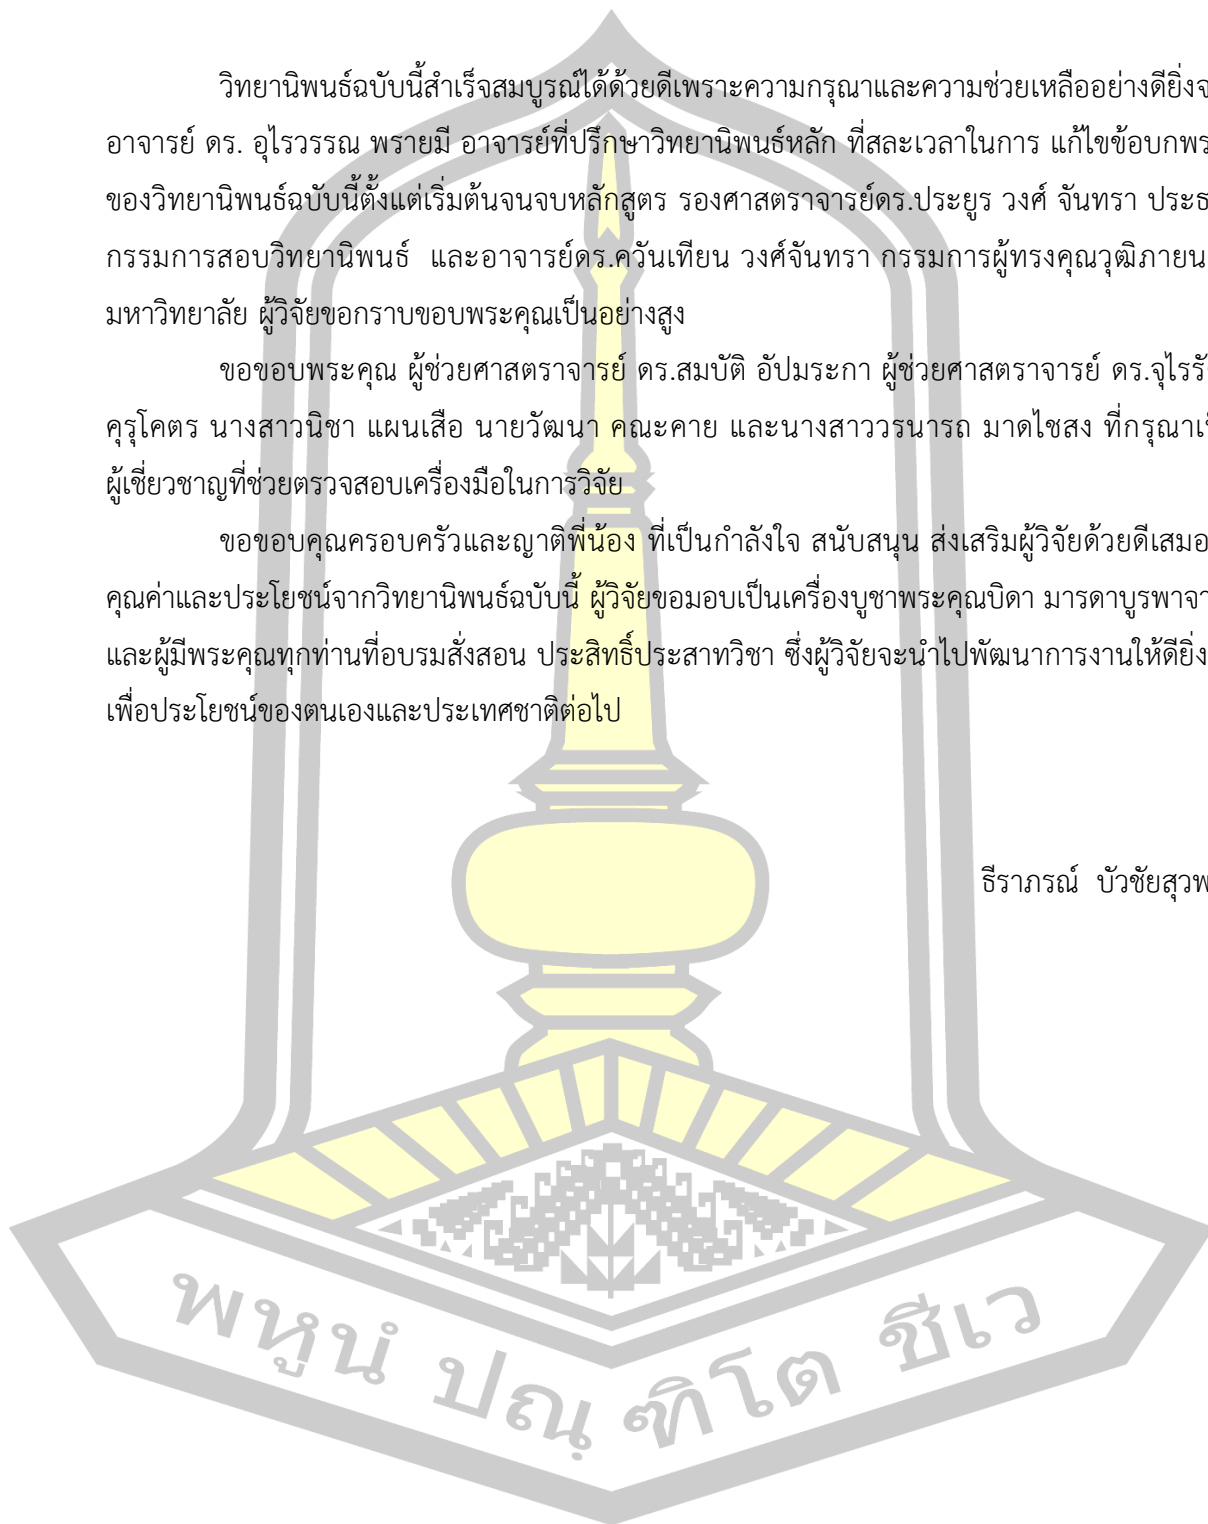 วิทยานิพนธ์ฉบับนี้สำเร็จสมบูรณ์ได้ด้วยดีเพราะความกรุณาและความช่วยเหลืออย่างดียิ่งจ
อาจารย์ ดร. อุไรวรรณ พรายมี อาจารย์ที่ปรึกษาวิทยานิพนธ์หลัก ที่สละเวลาในการ แก้ไขข้อบกพร
ของวิทยานิพนธ์ฉบับนี้ตั้งแต่เริ่มต้นจนจบหลักสูตร รองศาสตราจารย์ดร.ประยูร วงศ์ จันทรา ประธ
กรรมการสอบวิทยานิพนธ์ และอาจารย์ดร.ควันเทียน วงศ์จันทรา กรรมการผู้ทรงคุณวุฒิภายน
มหาวิทยาลัย ผู้วิจัยขอกราบขอบพระคุณเป็นอย่างสูง
ขอขอบพระคุณ ผู้ช่วยศาสตราจารย์ ดร.สมบัติ อัปมระกา ผู้ช่วยศาสตราจารย์ ดร.จุไรรั
คุรุโคตร นางสาวนิชา แผนเสือ นายวัฒนา คณะคาย และนางสาววรนารถ มาดไชสง ที่กรุณาเ
ผู้เชี่ยวชาญที่ช่วยตรวจสอบเครื่องมือในการวิจัย
ขอขอบคุณครอบครัวและญาติพี่น้อง ที่เป็นกำลังใจ สนับสนุน ส่งเสริมผู้วิจัยด้วยดีเสมอ
คุณค่าและประโยชน์จากวิทยานิพนธ์ฉบับนี้ ผู้วิจัยขอมอบเป็นเครื่องบูชาพระคุณบิดา มารดาบูรพาจา
และผู้มีพระคุณทุกท่านที่อบรมสั่งสอน ประสิทธิ์ประสาทวิชา ซึ่งผู้วิจัยจะนำไปพัฒนาการงานให้ดียิ่ง
เพื่อประโยชน์ของตนเองและประเทศชาติต่อไป
ธีราภรณ์ บัวชัยสุวพ
พหูนํ ปณฺ ฑิโต ชีเว